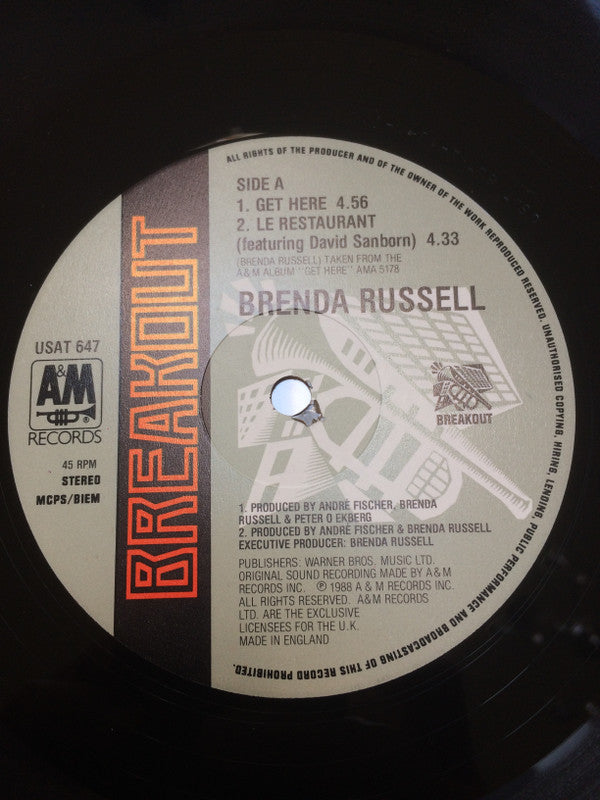 ALL RIGHTS OF THE PRODUCER AND OF THE OWNER OF THE WORK REPRODUCED RESERVED. UNAUTHORISED COPYING, HIRING, LENDING, PUBLIC PERFORMANCE AND BROADCASTING OF THIS RECORD PROHIBITED.
SIDE A
1. GET HERE 4.56
2. LE RESTAURANT
(featuring David Sanborn) 4.33
(BRENDA RUSSELL) TAKEN FROM THE
A&M ALBUM "GET HERE" AMA 5178
BRENDA RUSSELL
BREAKOUT
USAT 647
A&M
®
RECORDS
45 RPM
STEREO
MCPS/BIEM
BREAKOUT
1. PRODUCED BY ANDRÉ FISCHER, BRENDA
RUSSELL & PETER O EKBERG
2. PRODUCED BY ANDRÉ FISCHER & BRENDA RUSSELL
EXECUTIVE PRODUCER: BRENDA RUSSELL
PUBLISHERS: WARNER BROS. MUSIC LTD.
ORIGINAL SOUND RECORDING MADE BY A&M
RECORDS INC. ℗ 1988 A & M RECORDS INC.
ALL RIGHTS RESERVED. A&M RECORDS
LTD. ARE THE EXCLUSIVE
LICENSEES FOR THE U.K.
MADE IN ENGLAND